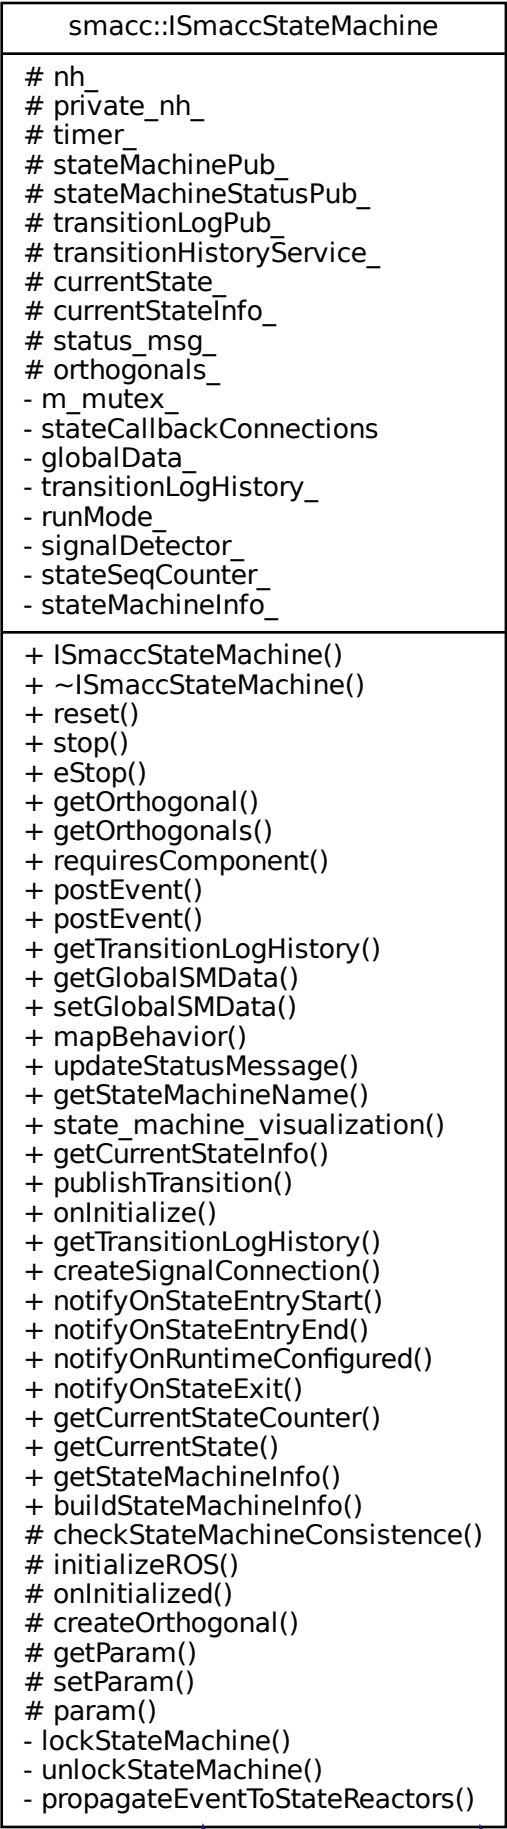 smacc::ISmaccStateMachine
# nh_
# private_nh_
# timer_
# stateMachinePub_
# stateMachineStatusPub_
# transitionLogPub_
# transitionHistoryService_
# currentState_
# currentStateInfo_
# status_msg_
# orthogonals_
- m_mutex_
- stateCallbackConnections
- globalData_
- transitionLogHistory_
- runMode_
- signalDetector_
- stateSeqCounter_
- stateMachineInfo_
+ ISmaccStateMachine()
+ ~ISmaccStateMachine()
+ reset()
+ stop()
+ eStop()
+ getOrthogonal()
+ getOrthogonals()
+ requiresComponent()
+ postEvent()
+ postEvent()
+ getTransitionLogHistory()
+ getGlobalSMData()
+ setGlobalSMData()
+ mapBehavior()
+ updateStatusMessage()
+ getStateMachineName()
+ state_machine_visualization()
+ getCurrentStateInfo()
+ publishTransition()
+ onInitialize()
+ getTransitionLogHistory()
+ createSignalConnection()
+ notifyOnStateEntryStart()
+ notifyOnStateEntryEnd()
+ notifyOnRuntimeConfigured()
+ notifyOnStateExit()
+ getCurrentStateCounter()
+ getCurrentState()
+ getStateMachineInfo()
+ buildStateMachineInfo()
# checkStateMachineConsistence()
# initializeROS()
# onInitialized()
# createOrthogonal()
# getParam()
# setParam()
# param()
- lockStateMachine()
- unlockStateMachine()
- propagateEventToStateReactors()